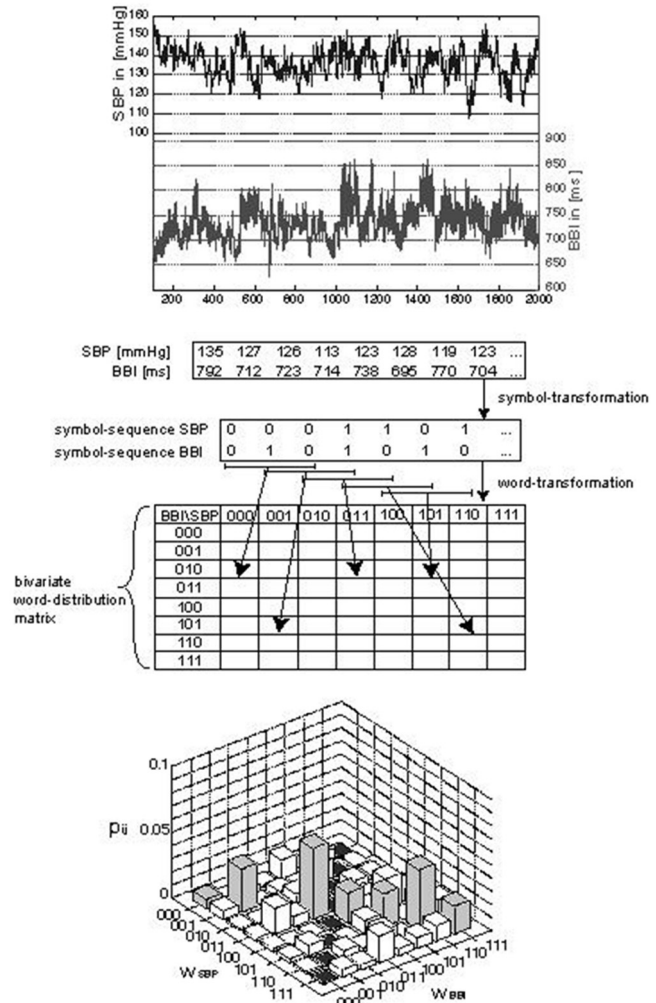 160
150
140
130
120
110
100
SBP in [mmHg]
900
850
800
750
700
650
600
BBI in [ms]
200 400 600 800 1000 1200 1400 1600 1800 2000
SBP [mmHg] 135 127 126 113 123 128 119 123 ...
BBI [ms] 792 712 723 714 738 695 770 704 ...
symbol-transformation
symbol-sequence SBP 0 0 0 1 1 0 1 ...
symbol-sequence BBI 0 1 0 1 0 1 0 ...
word-transformation
BBI\SBP 000 001 010 011 100 101 110 111
000
001
010
011
100
101
110
111
bivariate
word-distribution
matrix
0.1
0.05
0
pij
000 001 011 010 100 101 110 111
WSBP
000 001 010 011 100 101 110 111
WBBI